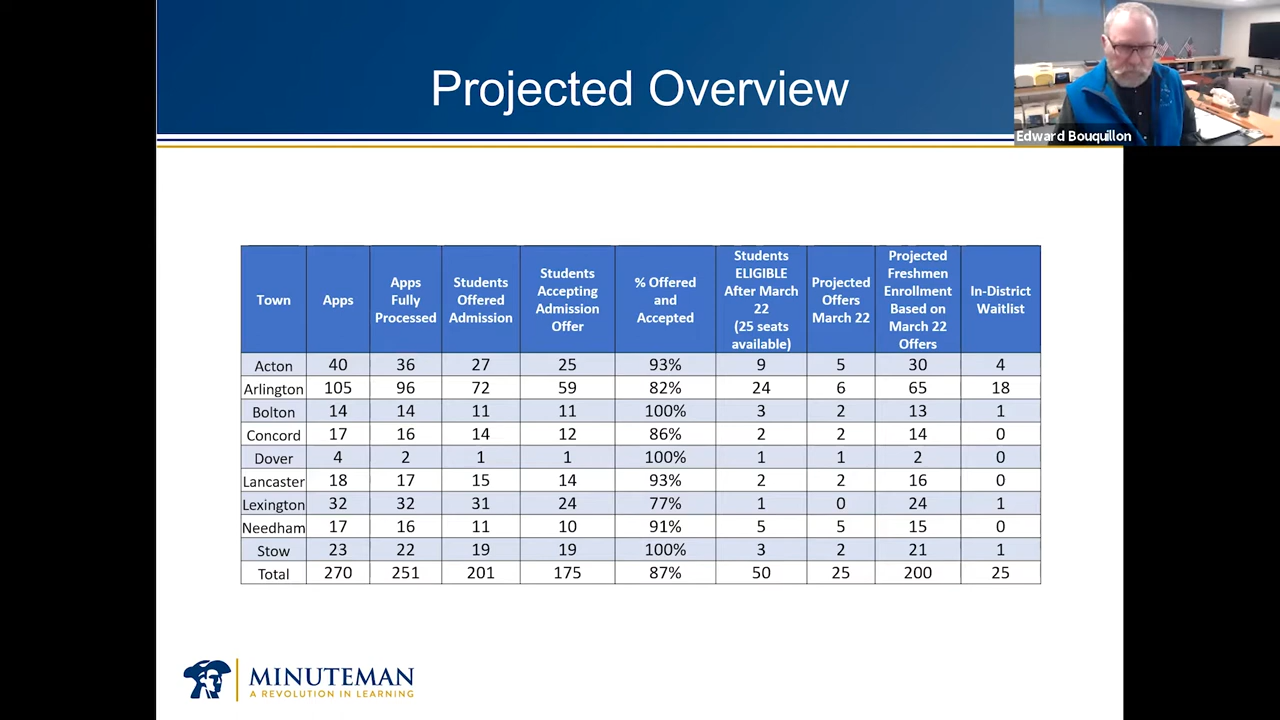 Projected Overview
Edward Bouquillon
Town Apps Apps Fully Processed Students Offered Admission Students Accepting Admission Offer % Offered and Accepted Students ELIGIBLE After March 22 (25 seats available) Projected Offers March 22 Projected Freshmen Enrollment Based on March 22 Offers In-District Waitlist
Acton 40 36 27 25 93% 9 5 30 4
Arlington 105 96 72 59 82% 24 6 65 18
Bolton 14 14 11 11 100% 3 2 13 1
Concord 17 16 14 12 86% 2 2 14 0
Dover 4 2 1 1 100% 1 1 2 0
Lancaster 18 17 15 14 93% 2 2 16 0
Lexington 32 32 31 24 77% 1 0 24 1
Needham 17 16 11 10 91% 5 5 15 0
Stow 23 22 19 19 100% 3 2 21 1
Total 270 251 201 175 87% 50 25 200 25
MINUTEMAN
A REVOLUTION IN LEARNING